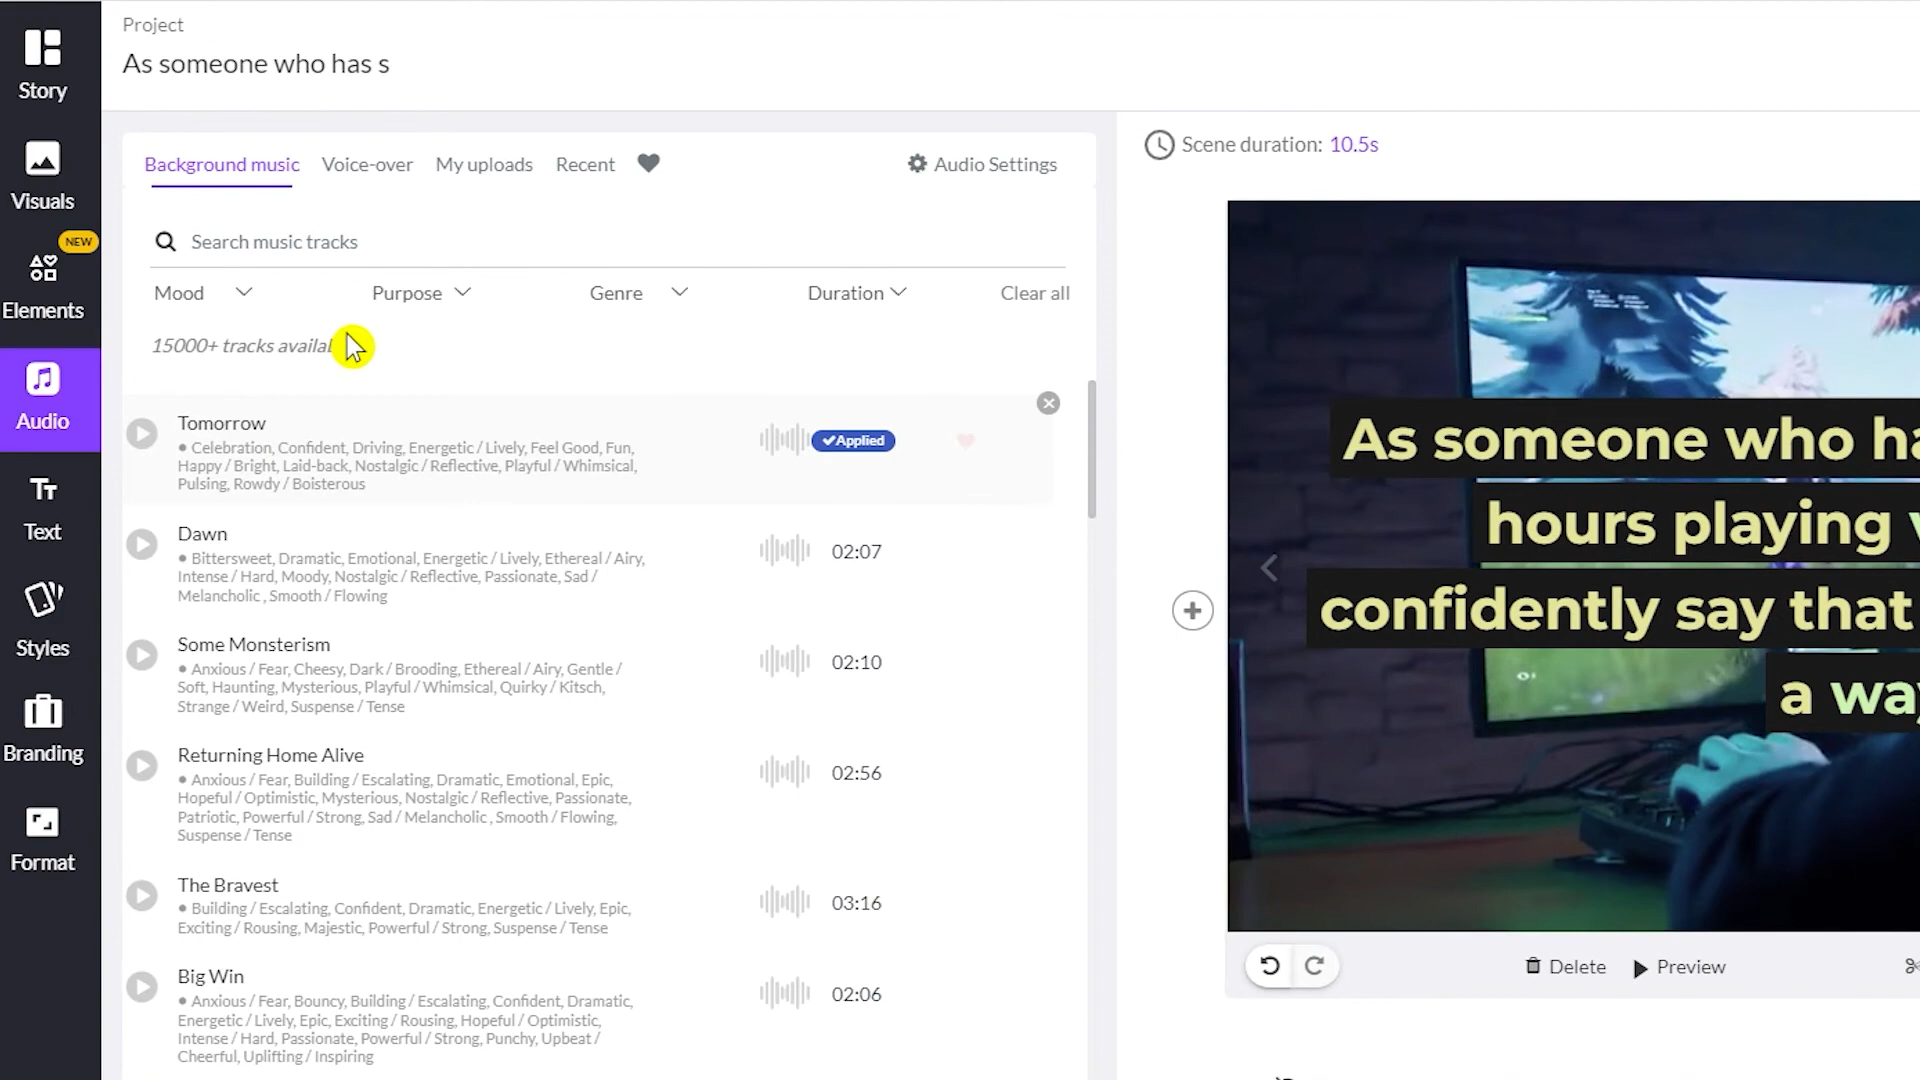 Project
As someone who has s
Story
Visuals
NEW
Elements
Audio
Text
Styles
Branding
Format
Background music
Voice-over
My uploads
Recent
Audio Settings
Search music tracks
Mood
Purpose
Genre
Duration
Clear all
15000+ tracks availab
Tomorrow
• Celebration, Confident, Driving, Energetic / Lively, Feel Good, Fun,
Happy / Bright, Laid-back, Nostalgic / Reflective, Playful / Whimsical,
Pulsing, Rowdy / Boisterous
Applied
Dawn
• Bittersweet, Dramatic, Emotional, Energetic / Lively, Ethereal / Airy,
Intense / Hard, Moody, Nostalgic / Reflective, Passionate, Sad /
Melancholic , Smooth / Flowing
02:07
Some Monsterism
• Anxious / Fear, Cheesy, Dark / Brooding, Ethereal / Airy, Gentle /
Soft, Haunting, Mysterious, Playful / Whimsical, Quirky / Kitsch,
Strange / Weird, Suspense / Tense
02:10
Returning Home Alive
• Anxious / Fear, Building / Escalating, Dramatic, Emotional, Epic,
Hopeful / Optimistic, Mysterious, Nostalgic / Reflective, Passionate,
Patriotic, Powerful / Strong, Sad / Melancholic , Smooth / Flowing,
Suspense / Tense
02:56
The Bravest
• Building / Escalating, Confident, Dramatic, Energetic / Lively, Epic,
Exciting / Rousing, Majestic, Powerful / Strong, Suspense / Tense
03:16
Big Win
• Anxious / Fear, Bouncy, Building / Escalating, Confident, Dramatic,
Energetic / Lively, Epic, Exciting / Rousing, Hopeful / Optimistic,
Intense / Hard, Passionate, Powerful / Strong, Punchy, Upbeat /
Cheerful, Uplifting / Inspiring
02:06
Scene duration: 10.5s
As someone who ha
hours playing v
confidently say that
a way
Delete
Preview